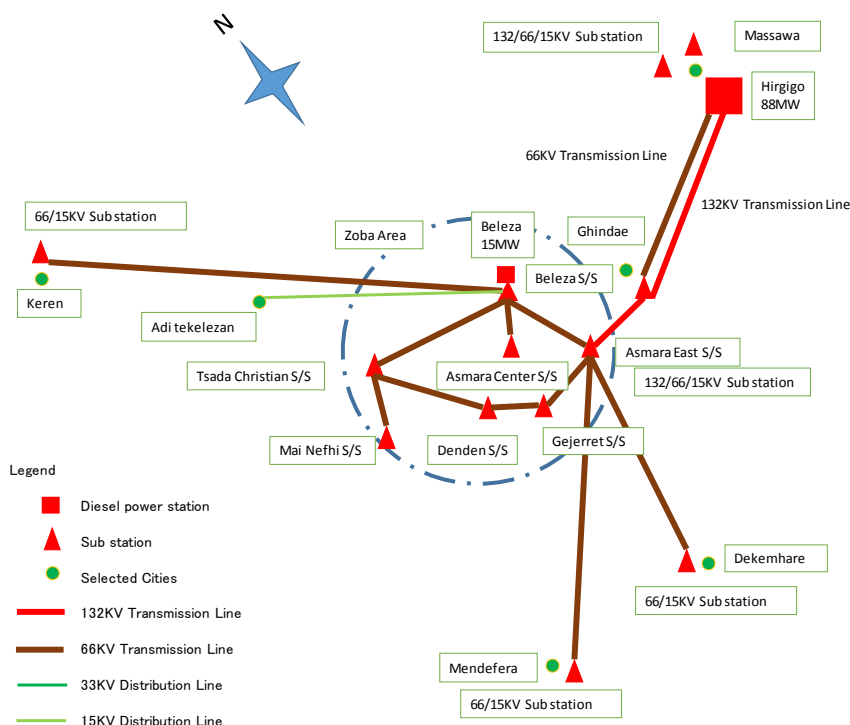 N
132/66/15KV Sub station
Massawa
Hirgigo
88MW
66KV Transmission Line
132KV Transmission Line
66/15KV Sub station
Zoba Area
Beleza
15MW
Ghindae
Beleza S/S
Keren
Adi tekelezan
Asmara East S/S
Tsada Christian S/S
Asmara Center S/S
132/66/15KV Sub station
Mai Nefhi S/S
Denden S/S
Gejerret S/S
Legend
Diesel power station
Sub station
Selected Cities
132KV Transmission Line
66KV Transmission Line
33KV Distribution Line
15KV Distribution Line
Dekemhare
66/15KV Sub station
Mendefera
66/15KV Sub station